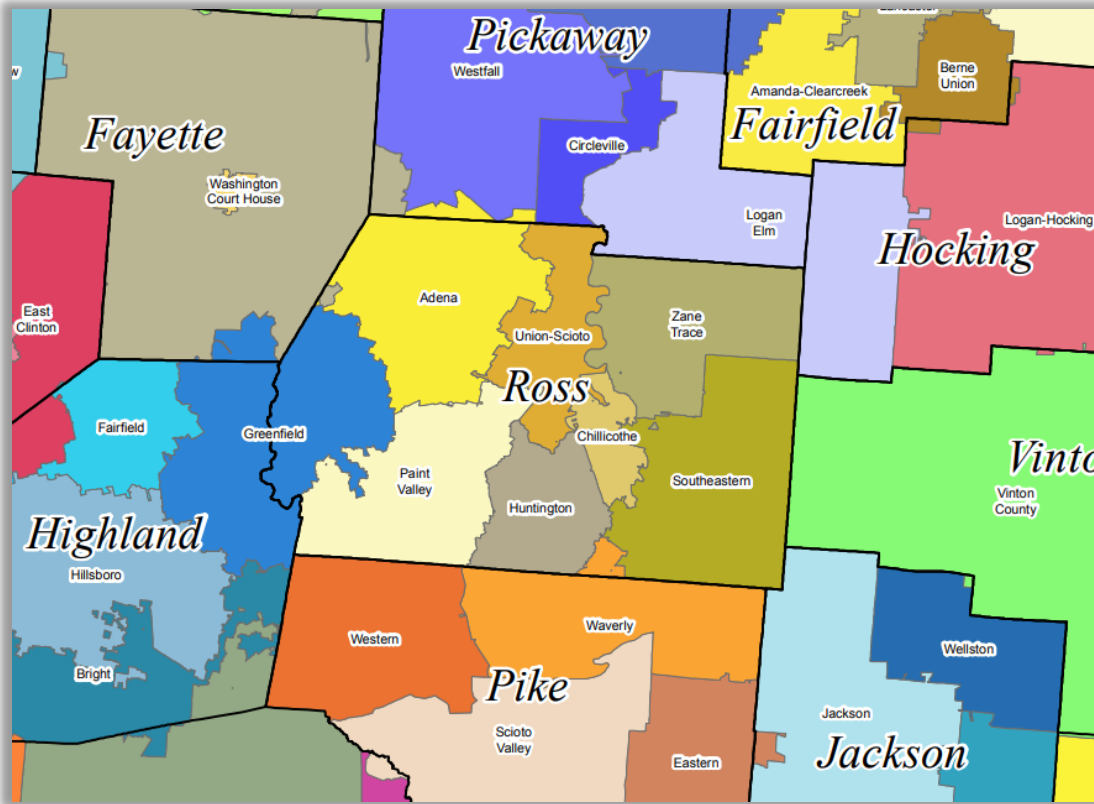 Lancaster
Pickaway
Westfall
Berne
Union
Amanda-Clearcreek
Fayette
Fairfield
Circleville
Washington
Court House
Logan
Elm
Logan-Hocking
Hocking
East
Clinton
Adena
Zane
Trace
Union-Scioto
Ross
Fairfield
Greenfield
Chillicothe
Vinto
Paint
Valley
Southeastern
Vinton
County
Huntington
Highland
Hillsboro
Western
Waverly
Wellston
Bright
Pike
Jackson
Scioto
Valley
Jackson
Eastern